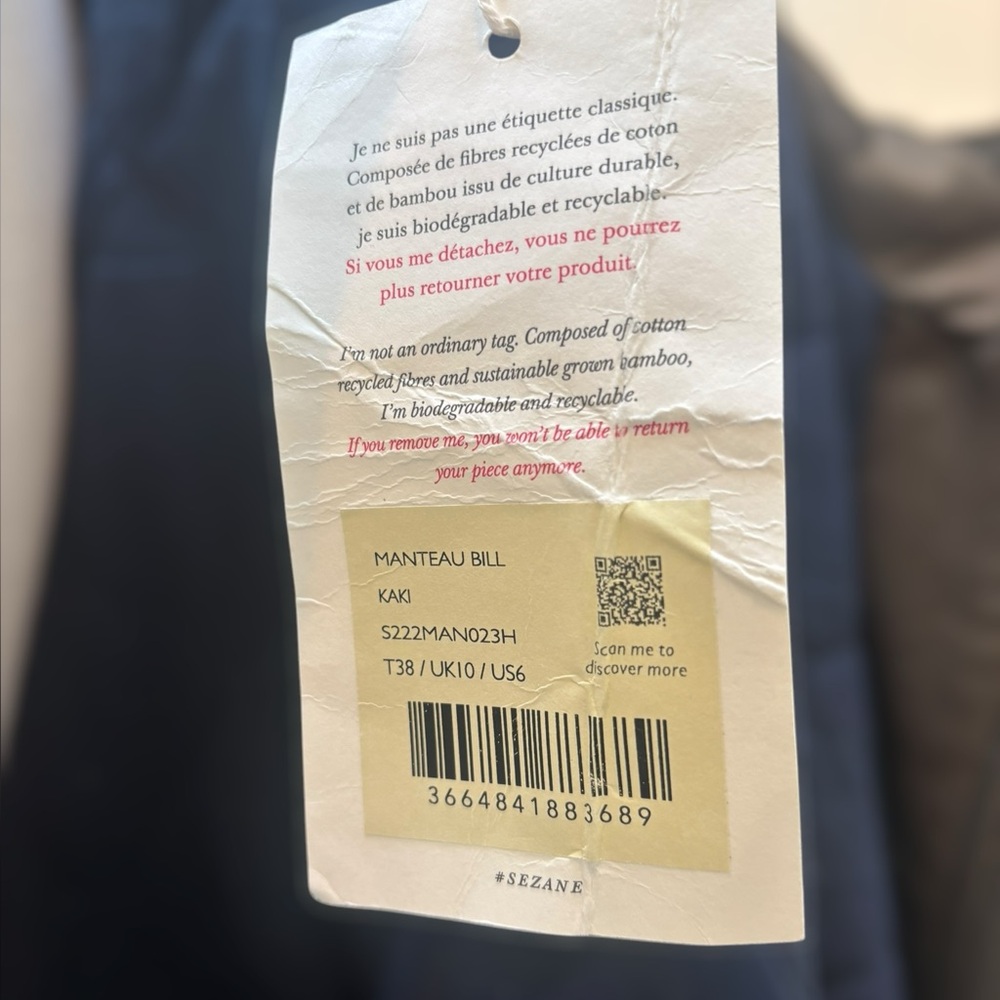 Je ne suis pas une étiquette classique.
Composée de fibres recyclées de coton
et de bambou issu de culture durable,
je suis biodégradable et recyclable.
Si vous me détachez, vous ne pourrez
plus retourner votre produit.
I'm not an ordinary tag. Composed of cotton
recycled fibres and sustainable grown bamboo,
I'm biodegradable and recyclable.
If you remove me, you won't be able to return
your piece anymore.
MANTEAU BILL
KAKI
S222MAN023H
T38 / UK10 / US6
Scan me to
discover more
3664841883689
#SEZANE